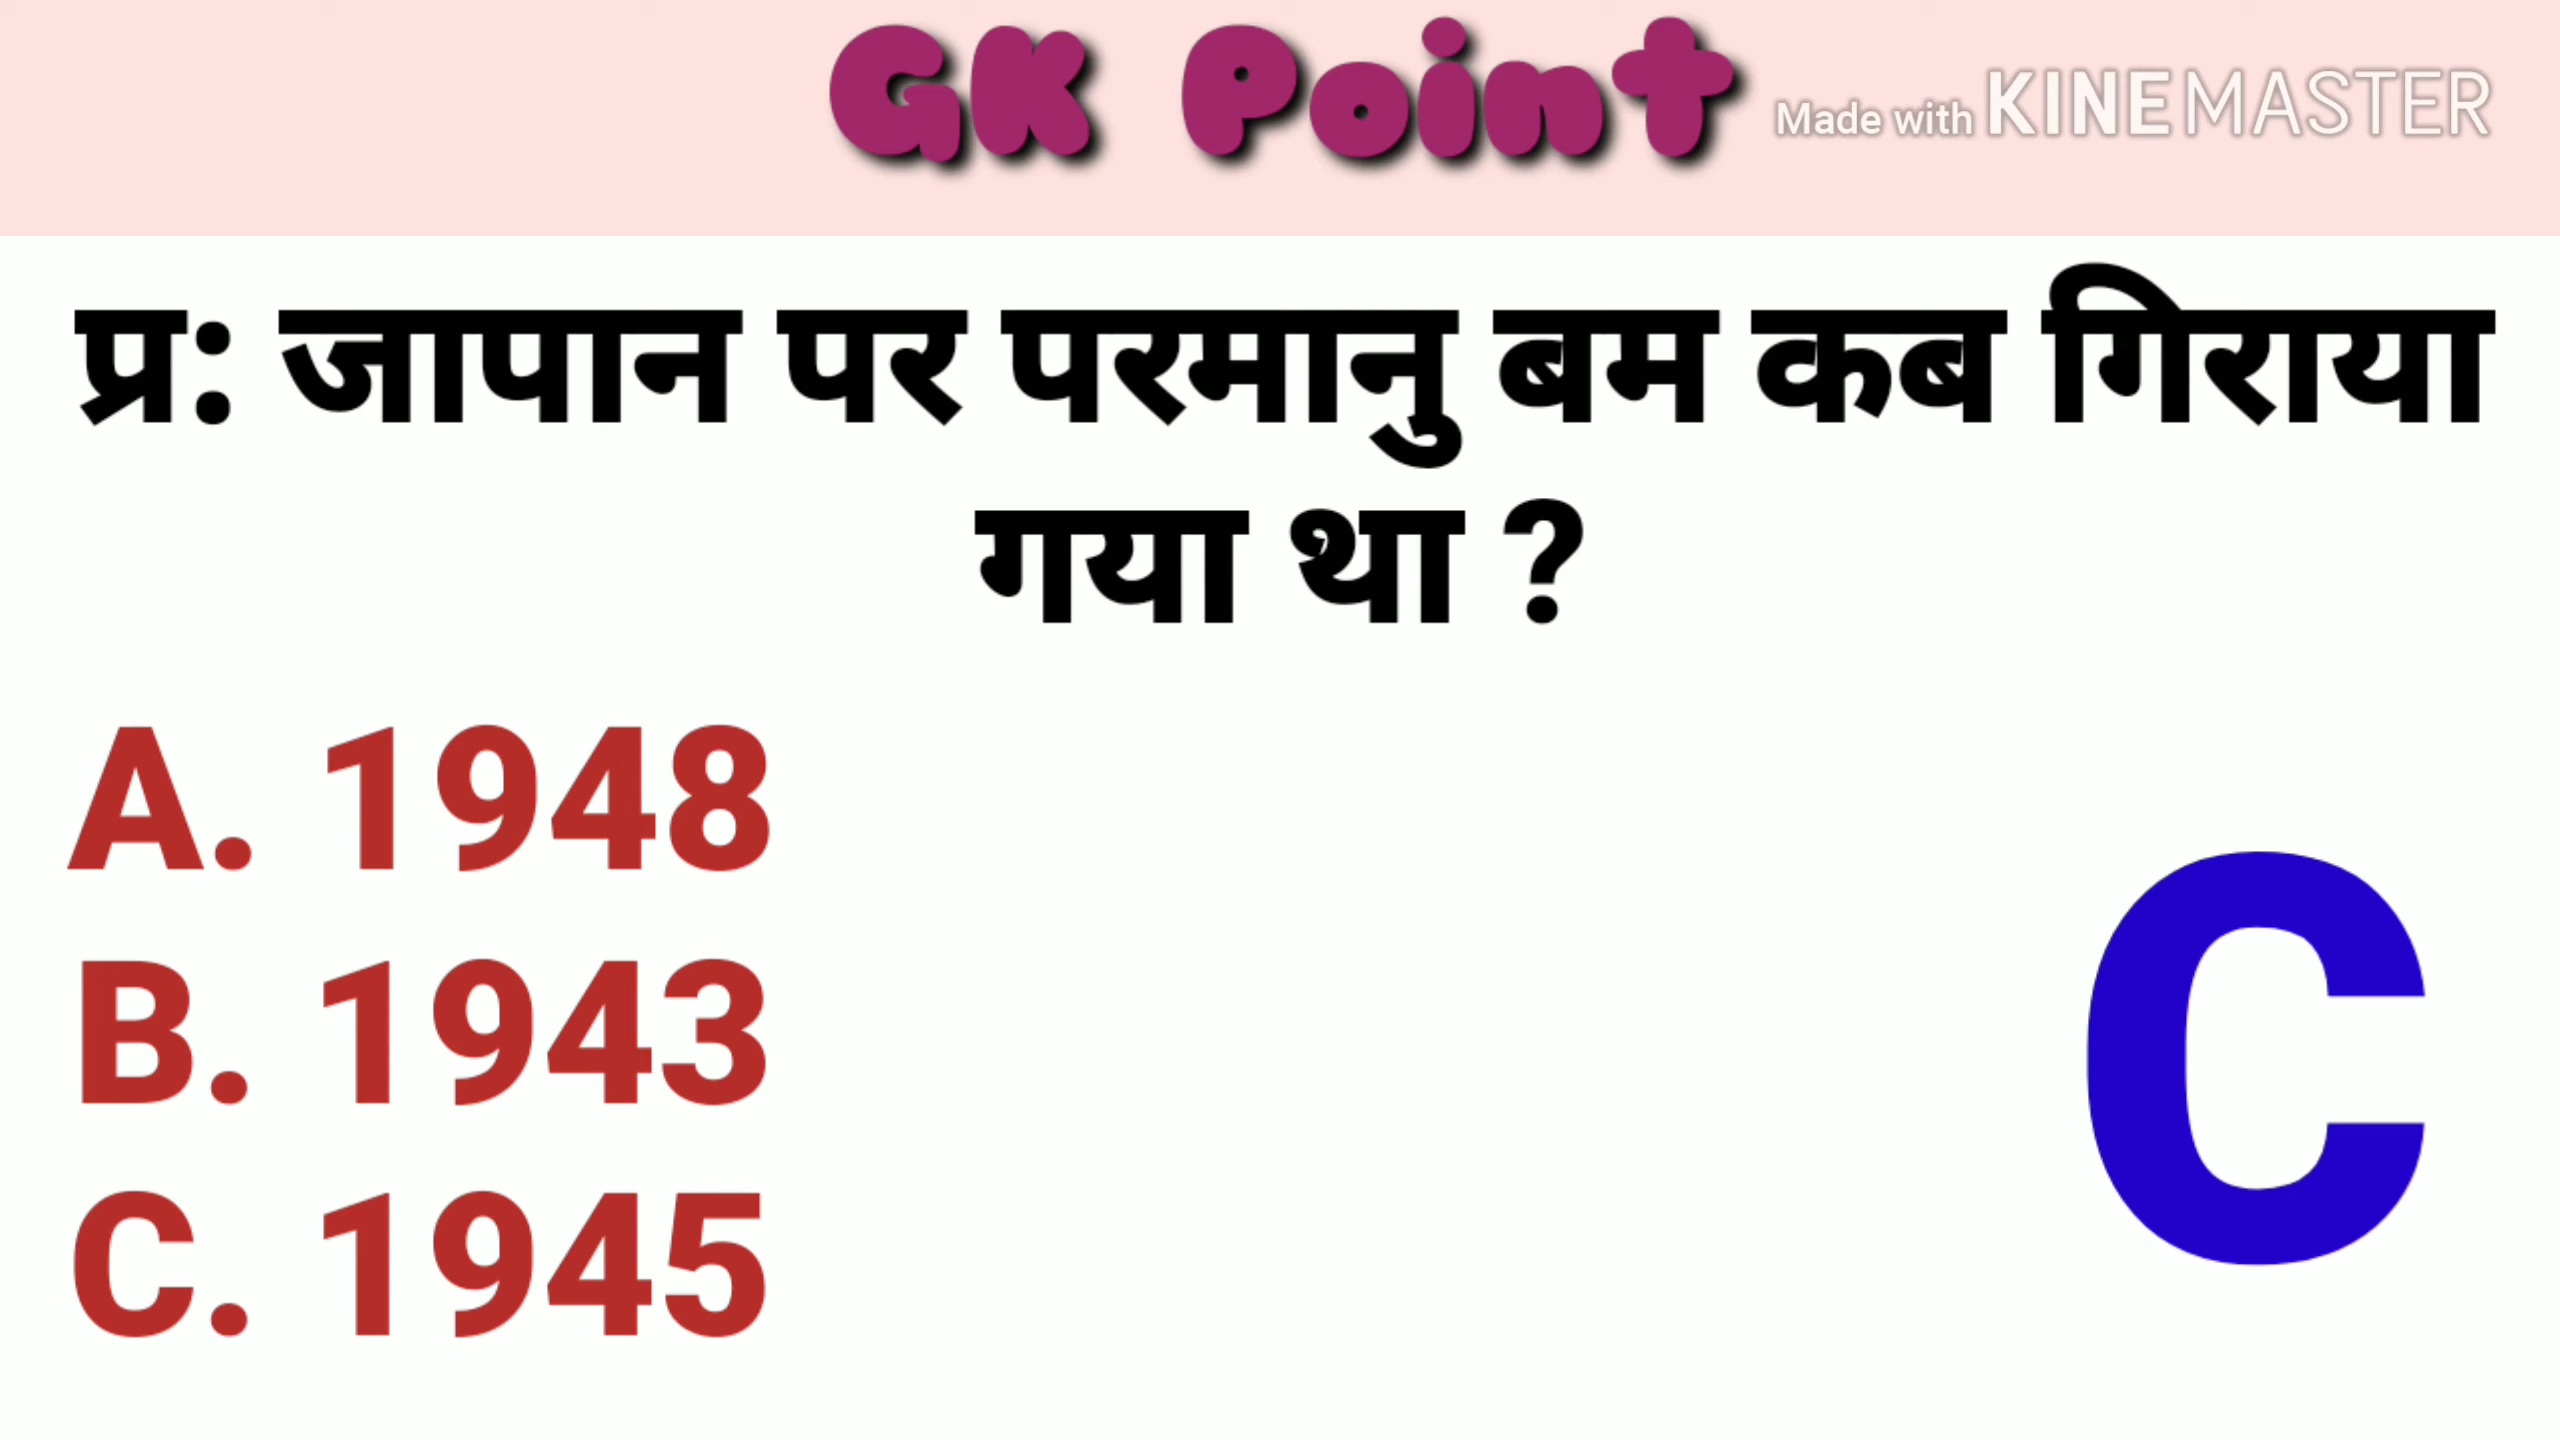 GK Point
Made with KINEMASTER
प्र: जापान पर परमानु बम कब गिराया
गया था ?
A. 1948
B. 1943
C. 1945
C